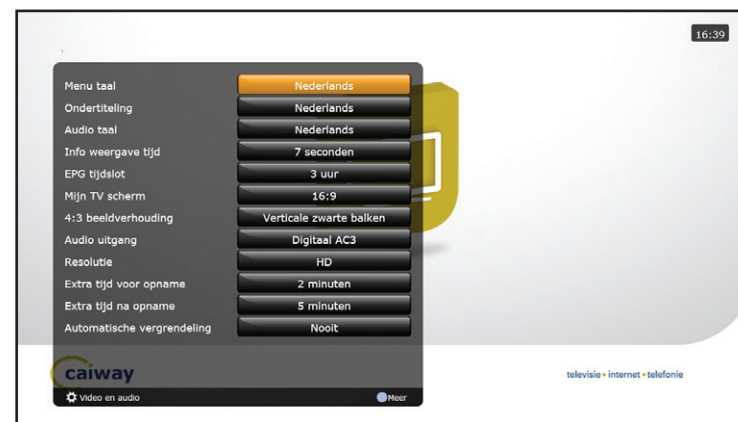 16:39
Menu taal Nederlands
Ondertiteling Nederlands
Audio taal Nederlands
Info weergave tijd 7 seconden
EPG tijdslot 3 uur
Mijn TV scherm 16:9
4:3 beeldverhouding Verticale zwarte balken
Audio uitgang Digitaal AC3
Resolutie HD
Extra tijd voor opname 2 minuten
Extra tijd na opname 5 minuten
Automatische vergrendeling Nooit
caiway
televisie • internet • telefonie
Video en audio Meer